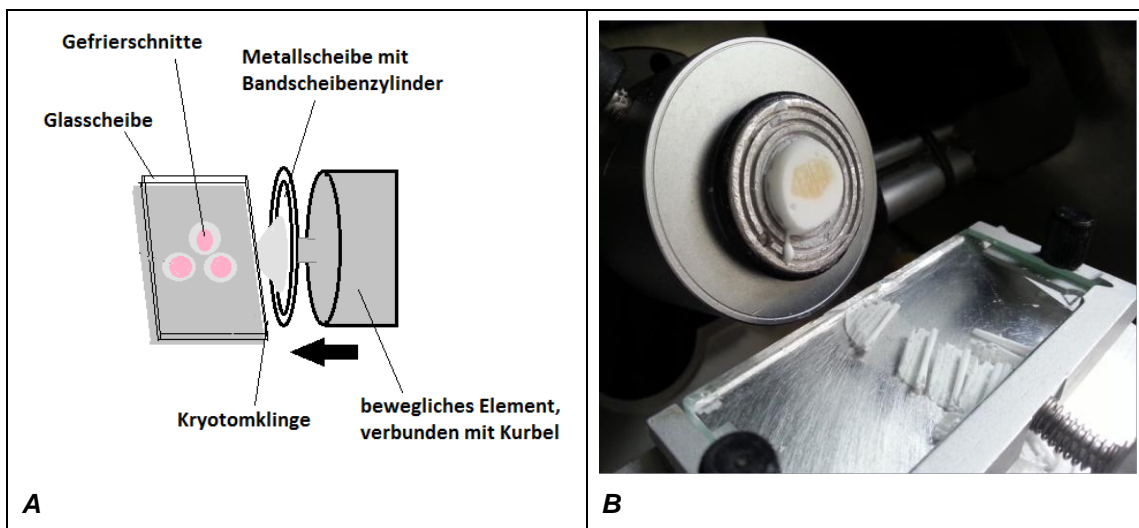 Gefrierschnitte
Metallscheibe mit
Bandscheibenzylinder
Glasscheibe
Kryotomklinge
bewegliches Element,
verbunden mit Kurbel
A
B